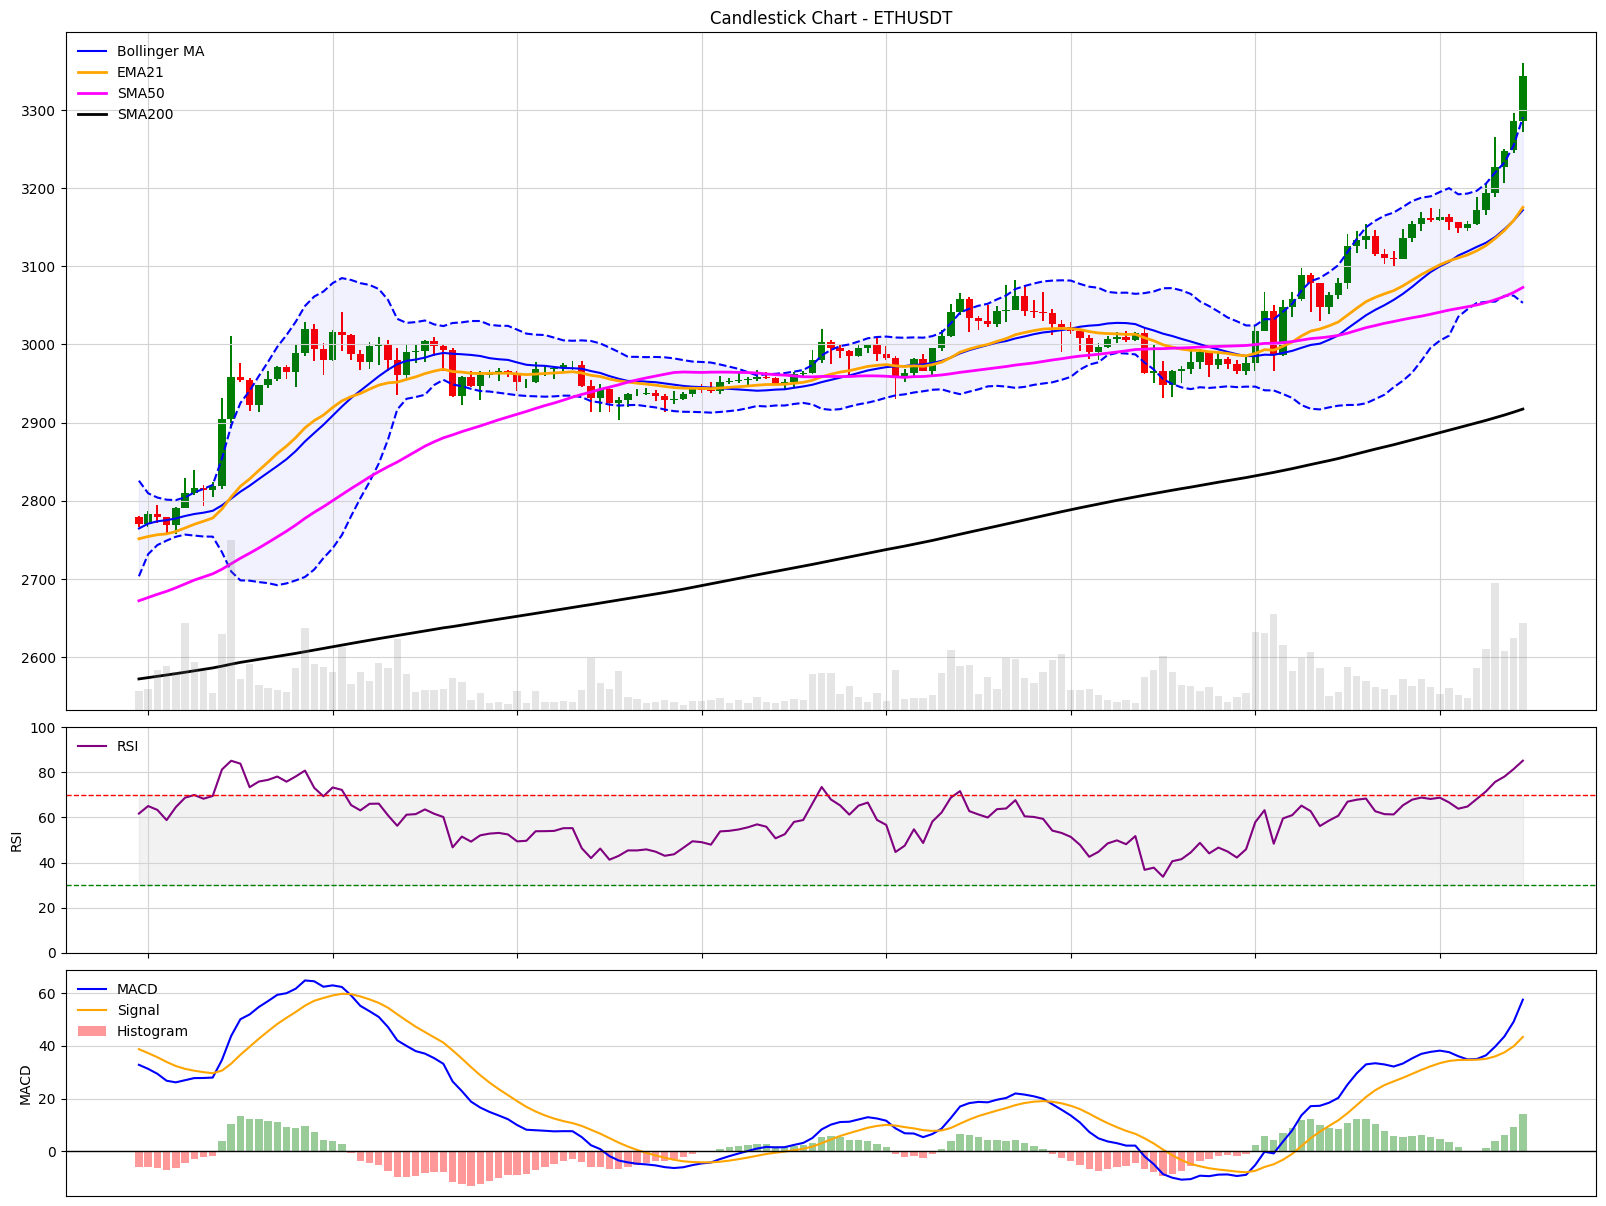 Candlestick Chart - ETHUSDT
Bollinger MA
EMA21
SMA50
SMA200
3300
3200
3100
3000
2900
2800
2700
2600
RSI
100
80
60
40
20
0
RSI
MACD
Signal
Histogram
60
40
20
0
MACD